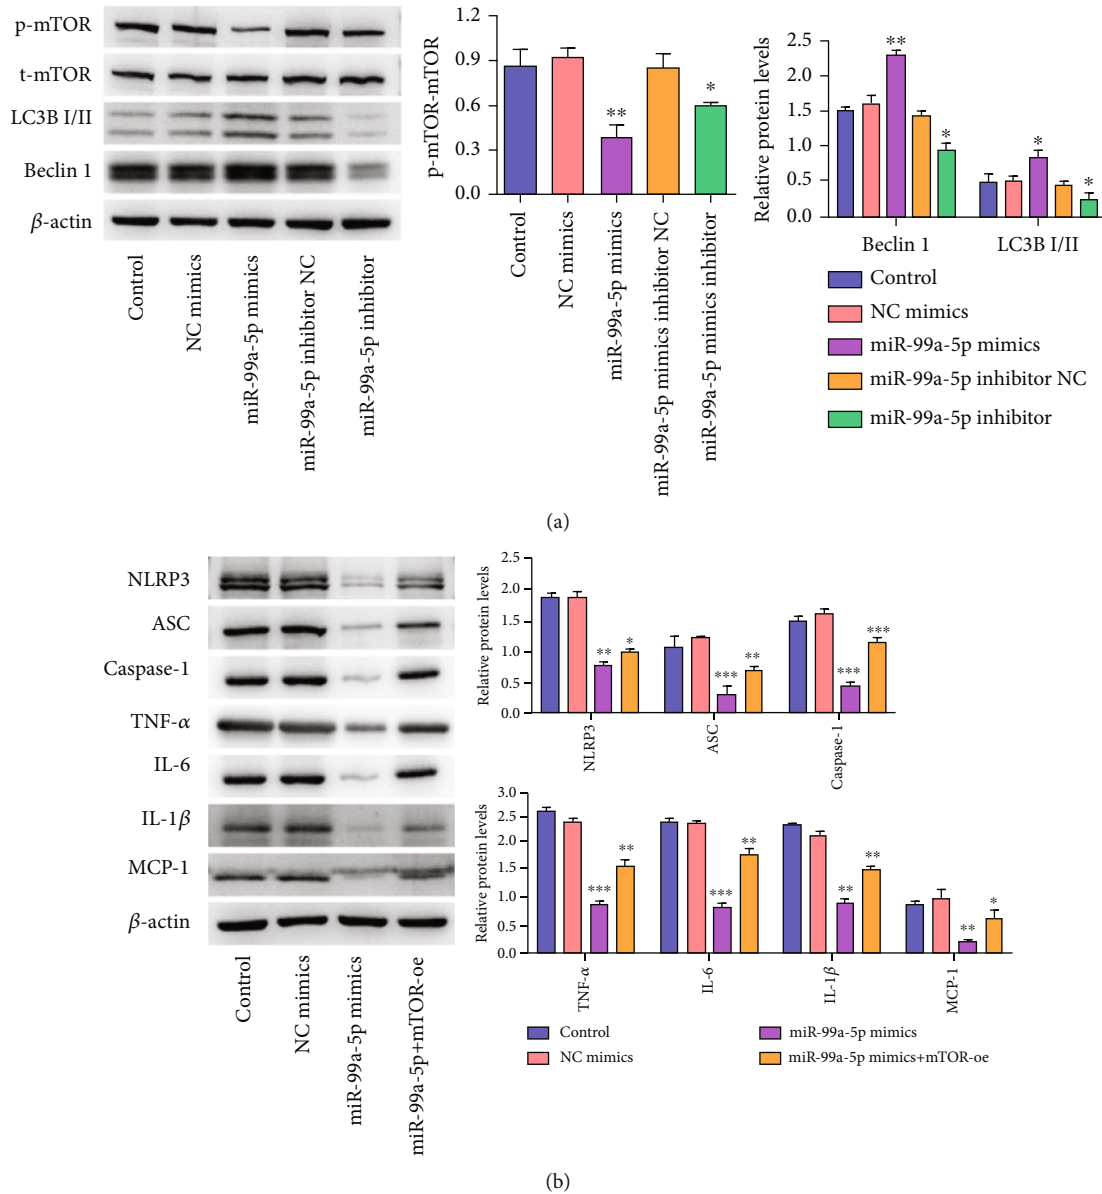 p-mTOR
t-mTOR
LC3B I/II
Beclin 1
β-actin
Control
NC mimics
miR-99a-5p mimics
miR-99a-5p inhibitor NC
miR-99a-5p inhibitor
p-mTOR-mTOR
1.2
0.9
0.6
0.3
0.0
**
*
Control
NC mimics
miR-99a-5p mimics
miR-99a-5p mimics inhibitor NC
miR-99a-5p mimics inhibitor
Relative protein levels
2.5
2.0
1.5
1.0
0.5
0.0
**
*
*
*
Beclin 1
LC3B I/II
Control
NC mimics
miR-99a-5p mimics
miR-99a-5p inhibitor NC
miR-99a-5p inhibitor
(a)
NLRP3
ASC
Caspase-1
TNF-α
IL-6
IL-1β
MCP-1
β-actin
Control
NC mimics
miR-99a-5p mimics
miR-99a-5p+mTOR-oe
Relative protein levels
2.5
2.0
1.5
1.0
0.5
0.0
**
*
***
**
***
***
NLRP3
ASC
Caspase-1
Relative protein levels
3.0
2.5
2.0
1.5
1.0
0.5
0.0
***
**
***
**
**
**
**
*
TNF-α
IL-6
IL-1β
MCP-1
Control
NC mimics
miR-99a-5p mimics
miR-99a-5p mimics+mTOR-oe
(b)